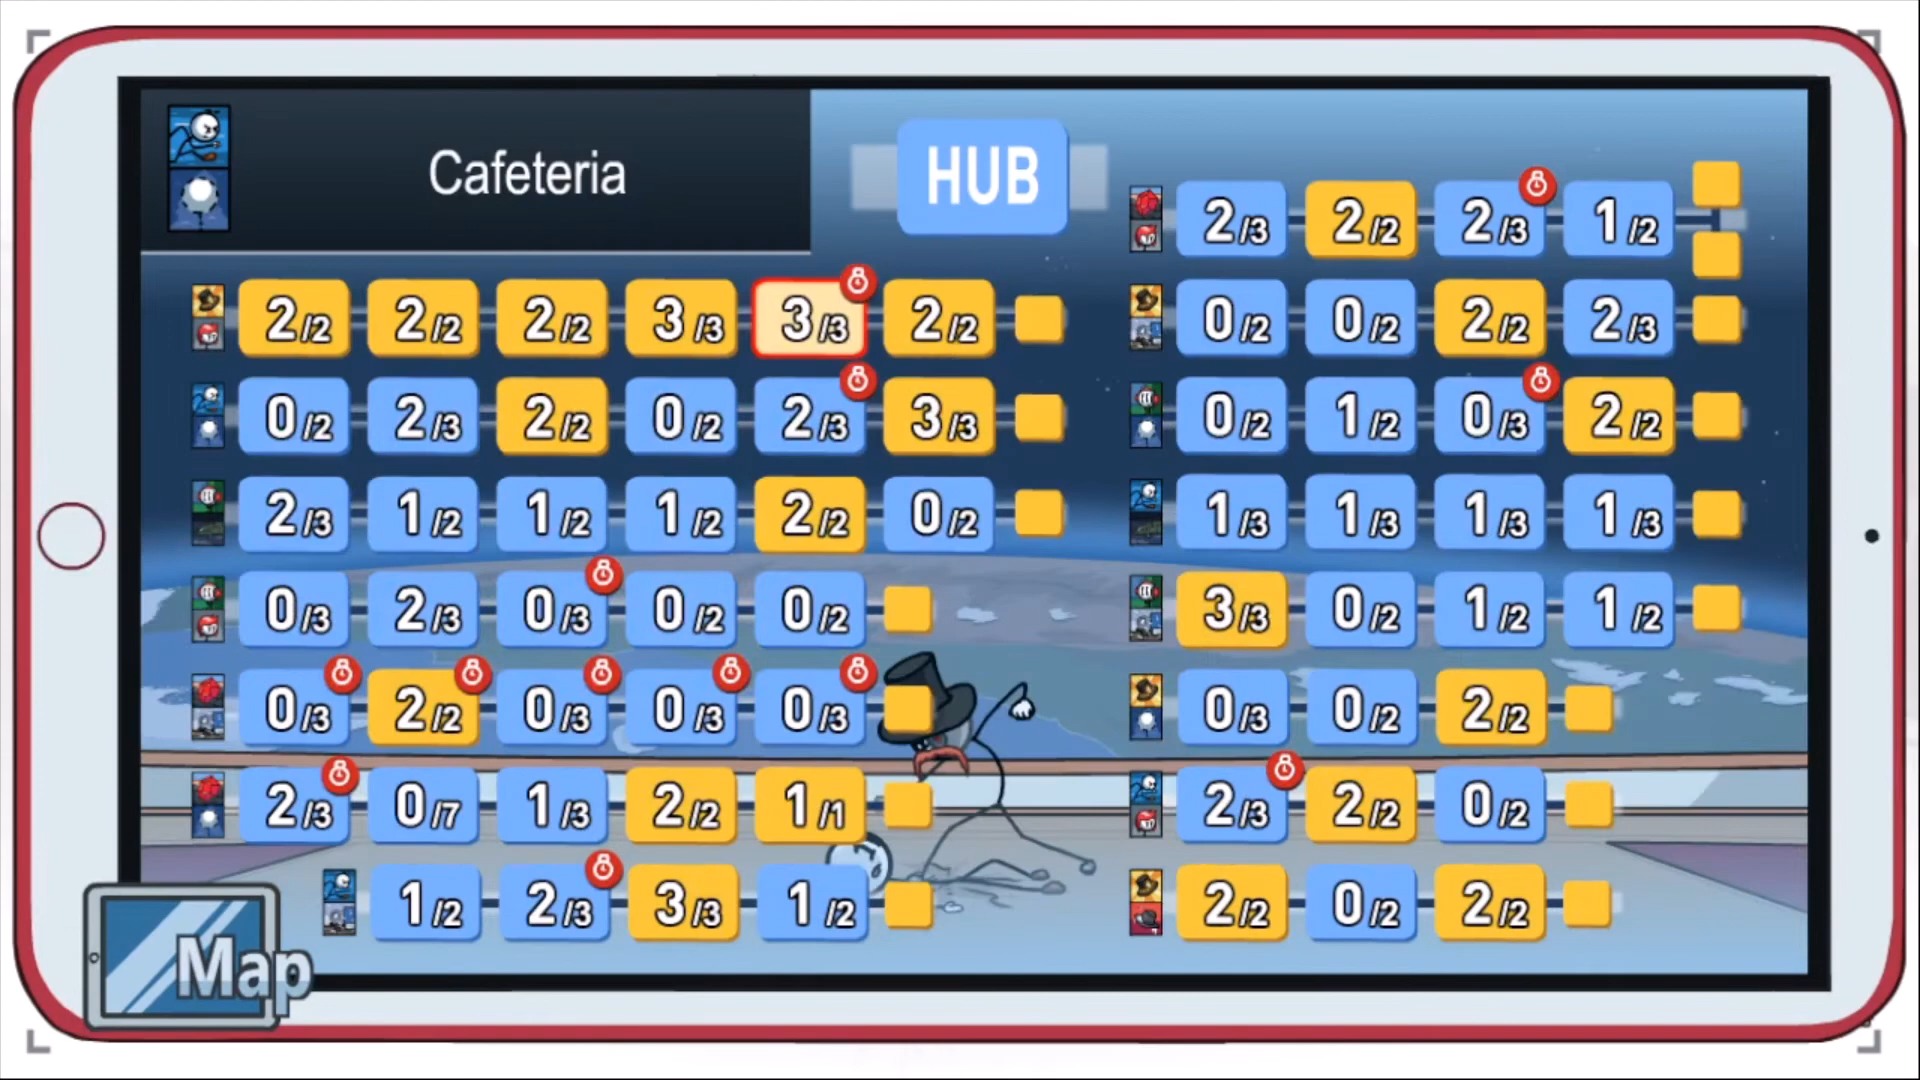 Cafeteria
HUB
2/2 2/2 2/2 3/3 3/3 2/2
0/2 2/3 2/2 0/2 2/3 3/3
2/3 1/2 1/2 1/2 2/2 0/2
0/3 2/3 0/3 0/2 0/2
0/3 2/2 0/3 0/3 0/3
2/3 0/7 1/3 2/2 1/1
1/2 2/3 3/3 1/2
2/3 2/2 2/3 1/2
0/2 0/2 2/2 2/3
0/2 1/2 0/3 2/2
1/3 1/3 1/3 1/3
3/3 0/2 1/2 1/2
0/3 0/2 2/2
2/3 2/2 0/2
2/2 0/2 2/2
Map